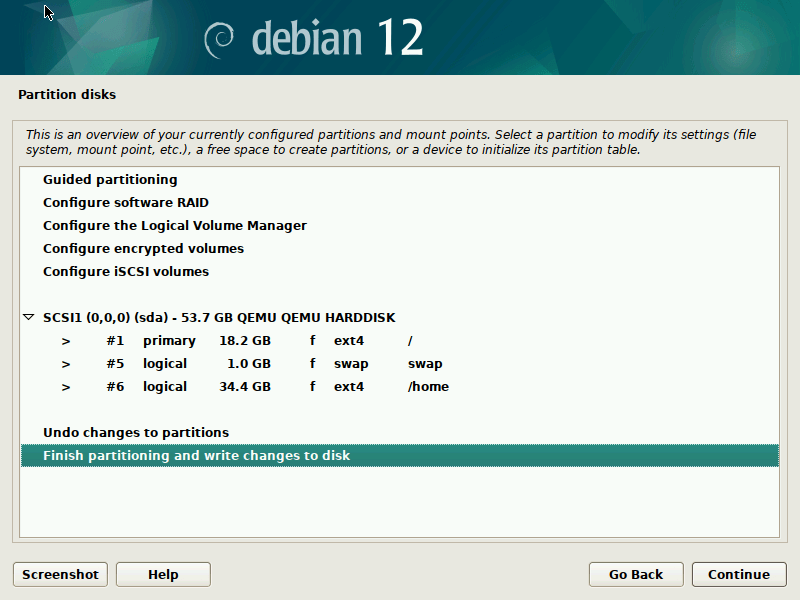 debian 12
Partition disks
This is an overview of your currently configured partitions and mount points. Select a partition to modify its settings (file
system, mount point, etc.), a free space to create partitions, or a device to initialize its partition table.
Guided partitioning
Configure software RAID
Configure the Logical Volume Manager
Configure encrypted volumes
Configure iSCSI volumes
SCSI1 (0,0,0) (sda) - 53.7 GB QEMU QEMU HARDDISK
> #1 primary 18.2 GB f ext4 /
> #5 logical 1.0 GB f swap swap
> #6 logical 34.4 GB f ext4 /home
Undo changes to partitions
Finish partitioning and write changes to disk
Screenshot Help Go Back Continue